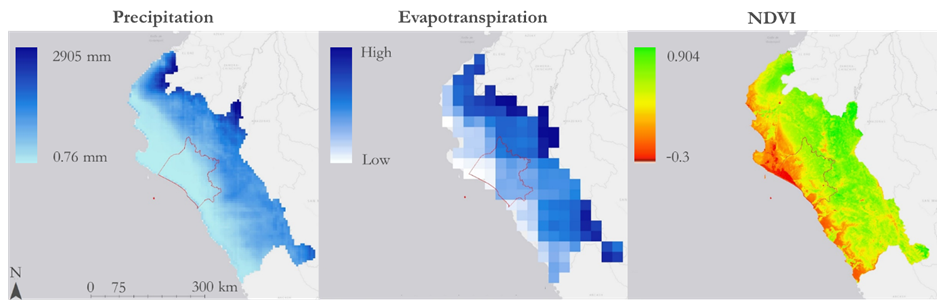 Precipitation
Evapotranspiration
NDVI
2905 mm
0.76 mm
High
Low
0.904
-0.3
N
0 75 300 km